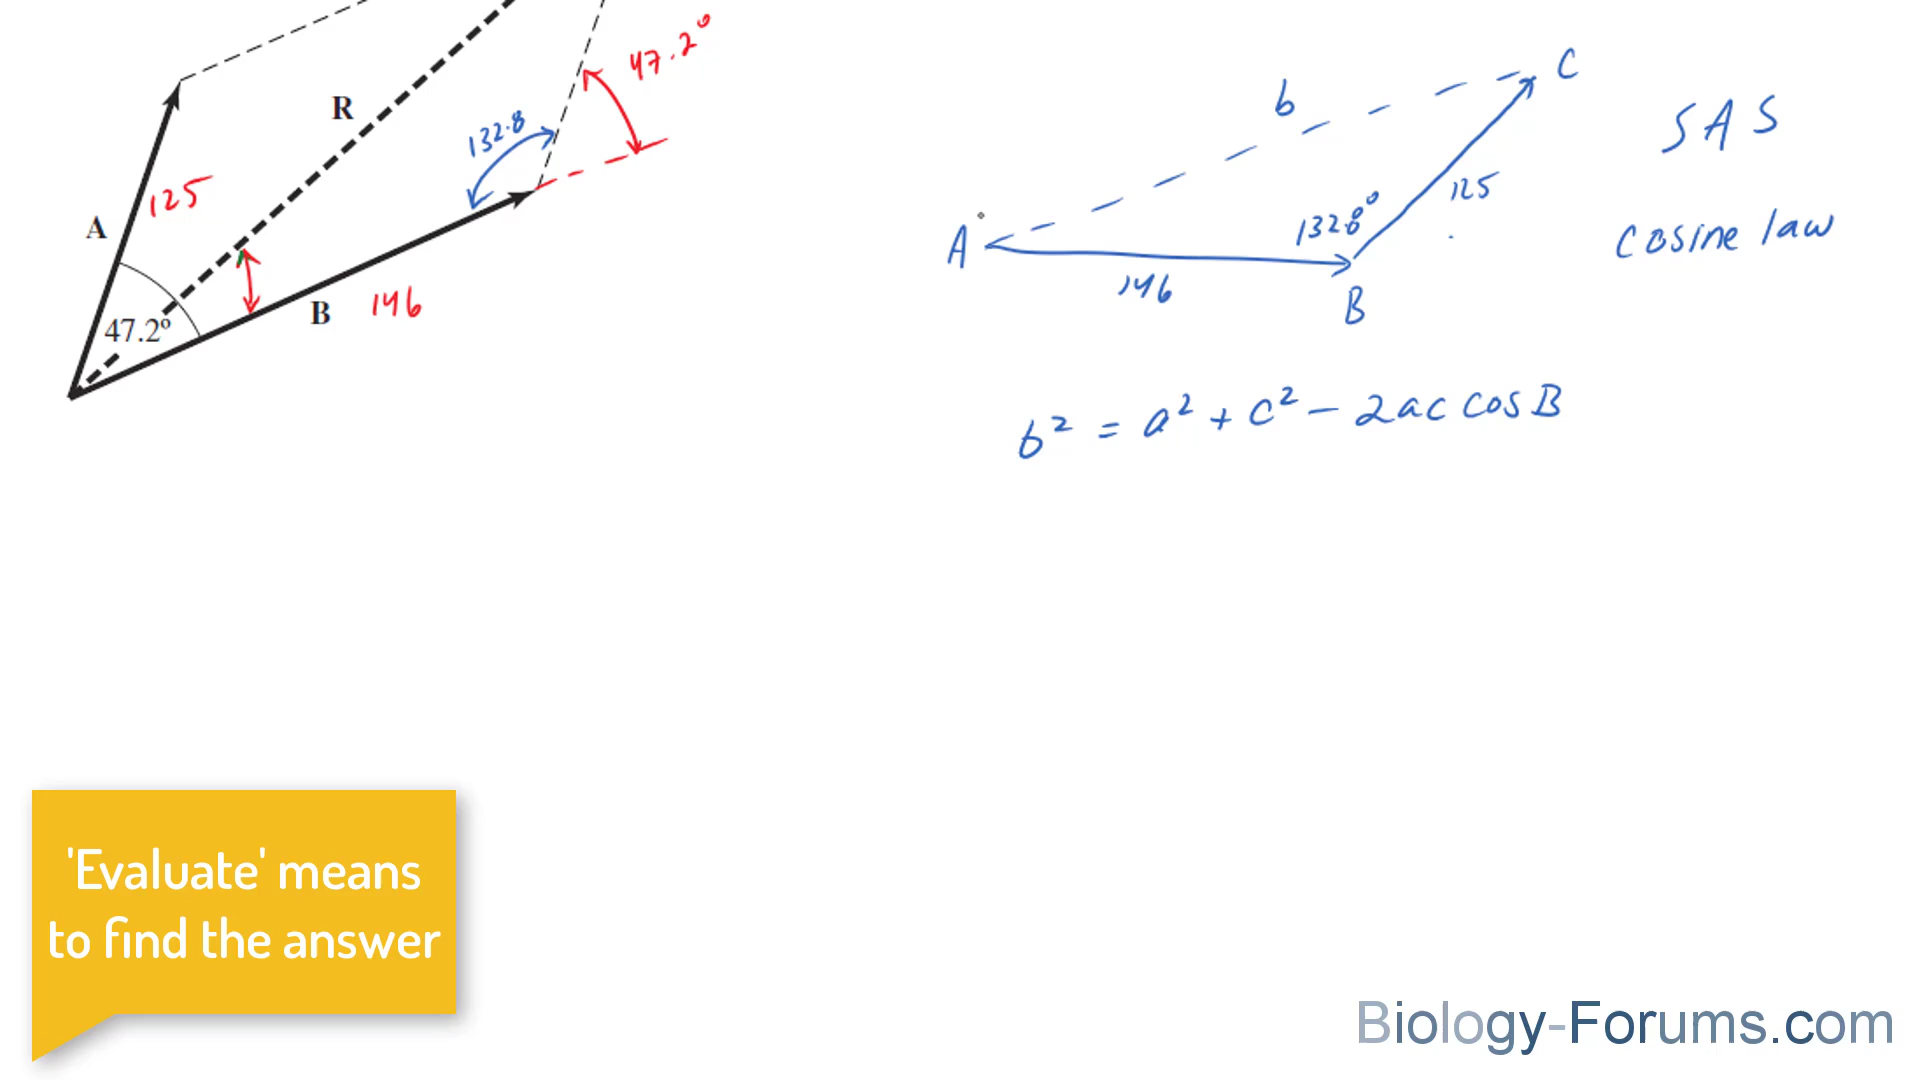 47.2°
R
132.8
125
A
47.2°
B
146
b
C
SAS
125
132.8°
A
cosine law
146
B
b² = a² + c² - 2ac cosB
'Evaluate' means
to find the answer
Biology-Forums.com